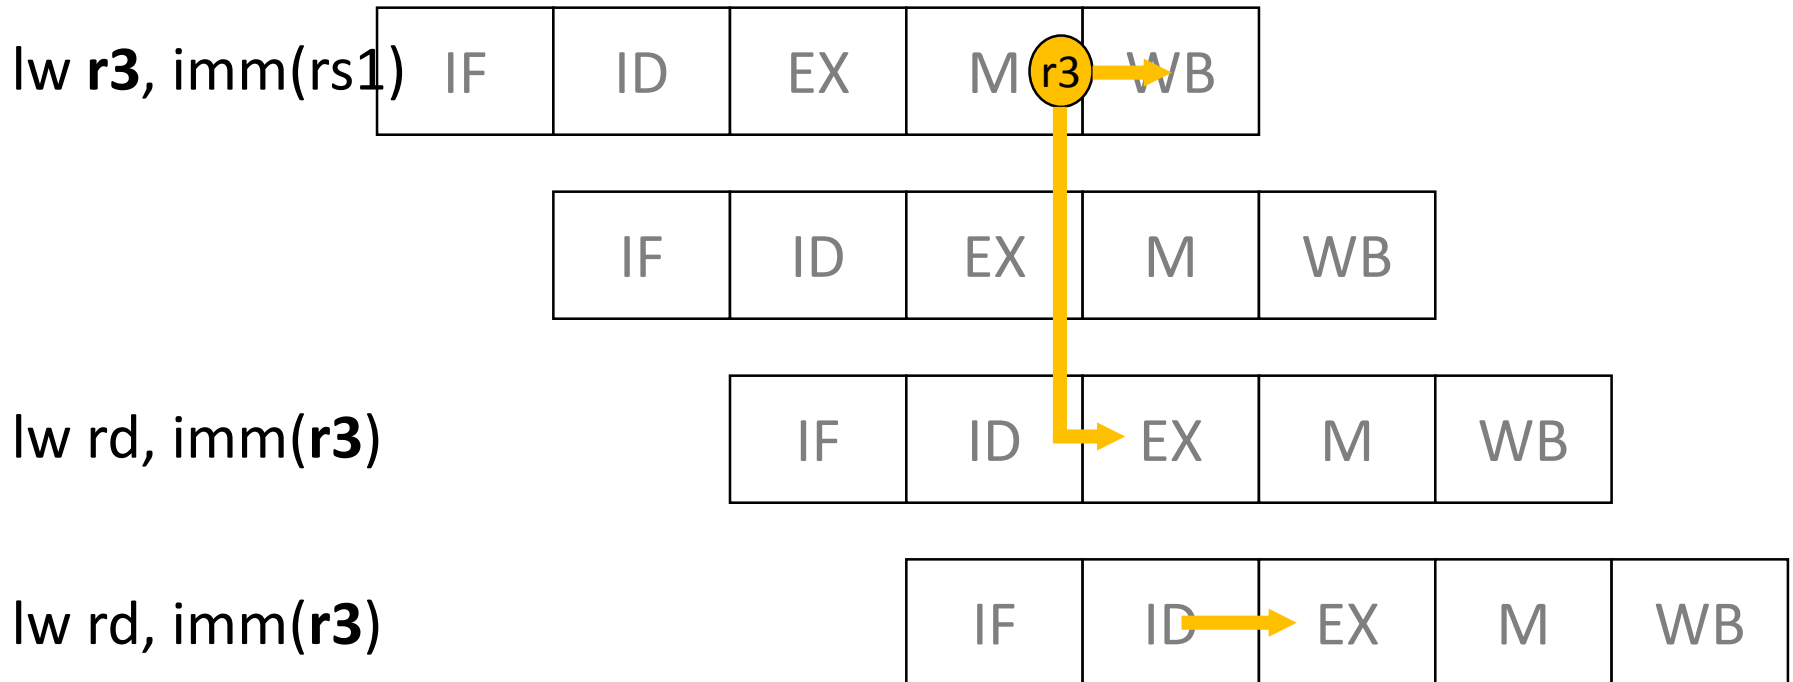 lw r3, imm(rs1) IF ID EX M r3 WB
IF ID EX M WB
lw rd, imm(r3) IF ID EX M WB
lw rd, imm(r3) IF ID EX M WB